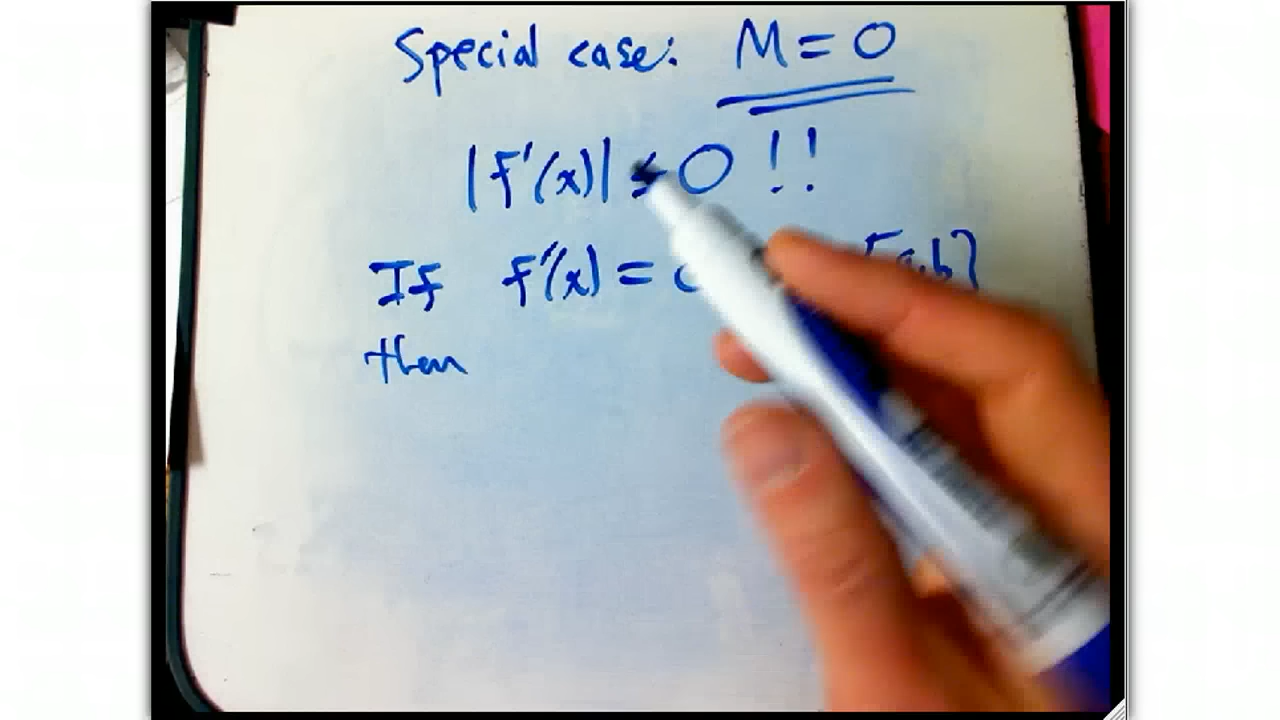 Special case: M = 0
|f'(x)| ≤ 0 !!
If f'(x) = [a,b]
then